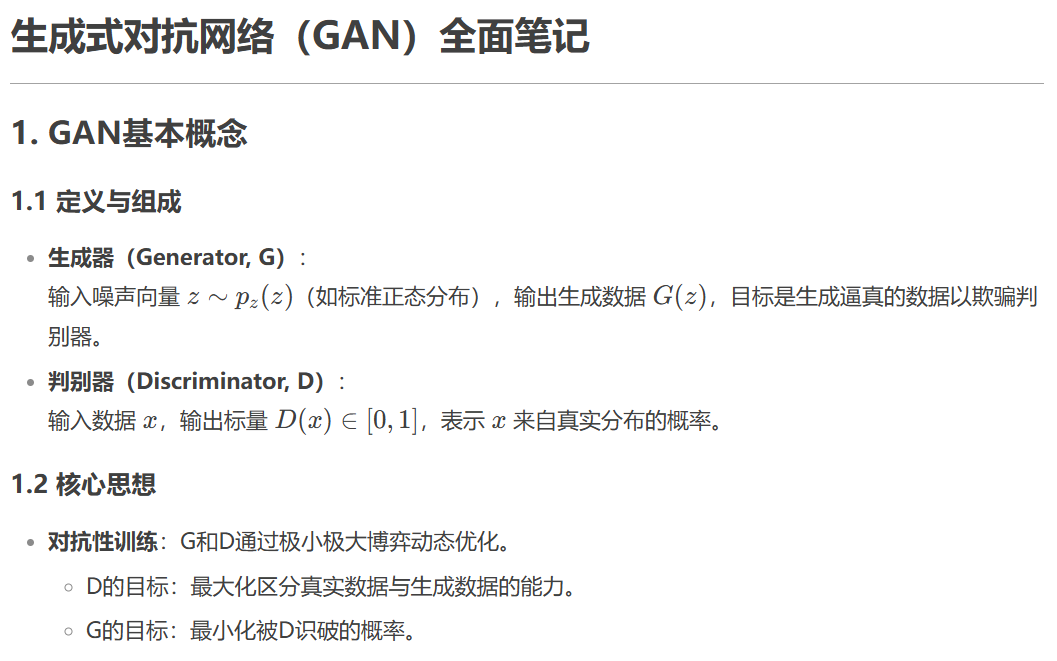 生成式对抗网络（GAN）全面笔记
1. GAN基本概念
1.1 定义与组成
• 生成器（Generator, G）：
输入噪声向量 z ∼ p_z(z)（如标准正态分布），输出生成数据 G(z)，目标是生成逼真的数据以欺骗判
别器。
• 判别器（Discriminator, D）：
输入数据 x，输出标量 D(x) ∈ [0, 1]，表示 x 来自真实分布的概率。
1.2 核心思想
• 对抗性训练：G和D通过极小极大博弈动态优化。
◦ D的目标：最大化区分真实数据与生成数据的能力。
◦ G的目标：最小化被D识破的概率。